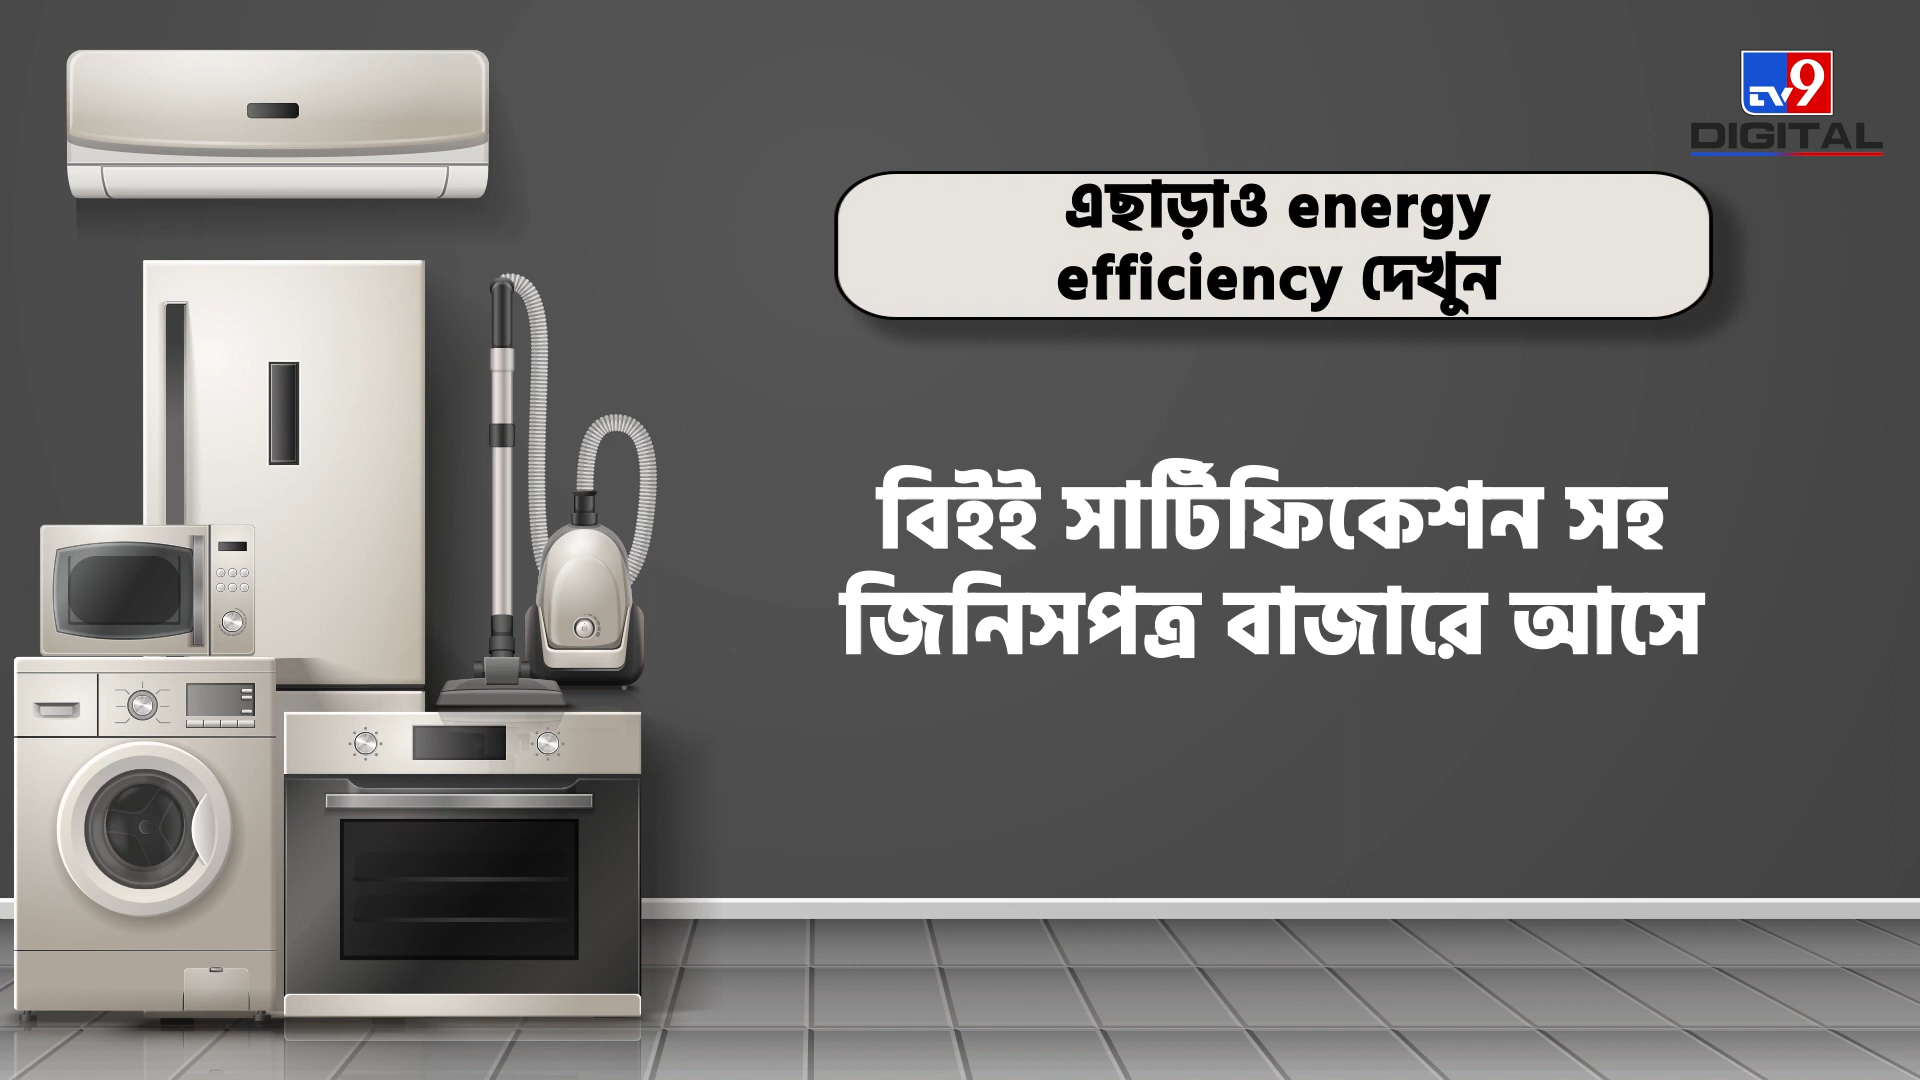 TV9
DIGITAL
এছাড়াও energy
efficiency দেখুন
বিইই সার্টিফিকেশন সহ
জিনিসপত্র বাজারে আসে